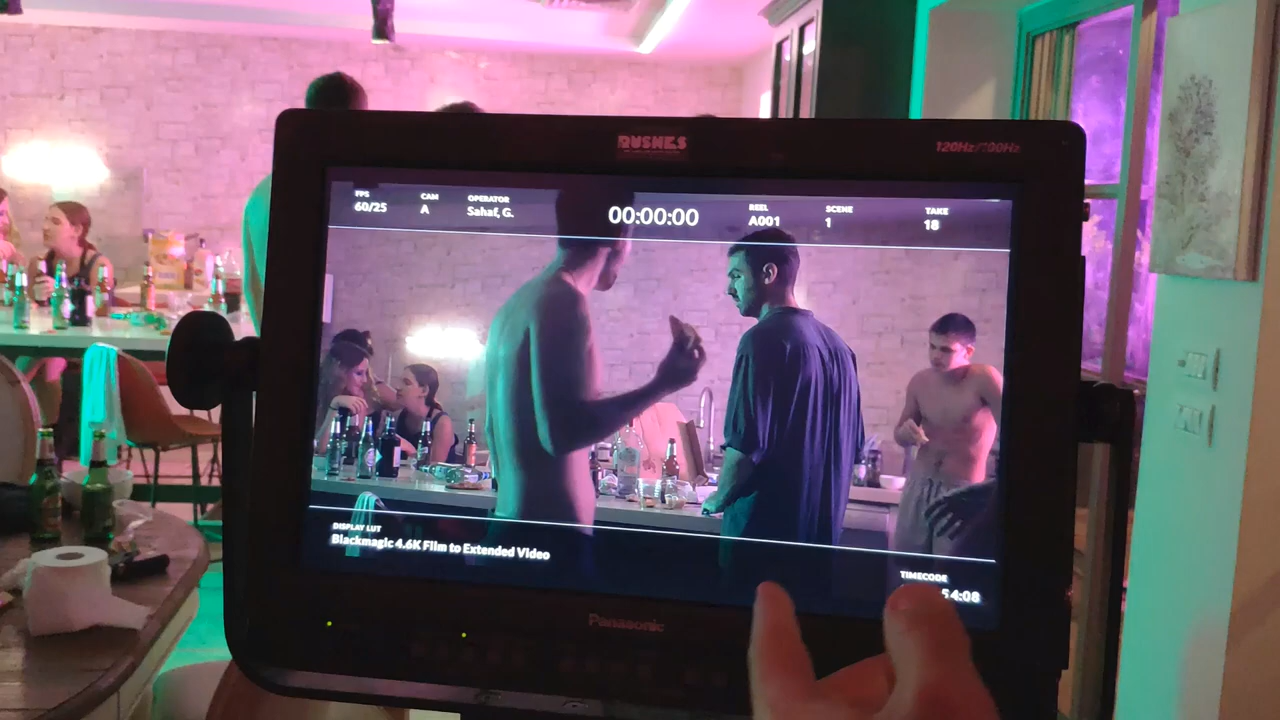 RUSHES
120Hz/100Hz
FPS
60/25
CAM
A
OPERATOR
Sahaf, G.
00:00:00
REEL
A001
SCENE
1
TAKE
18
DISPLAY LUT
Blackmagic 4.6K Film to Extended Video
TIMECODE
54:08
Panasonic